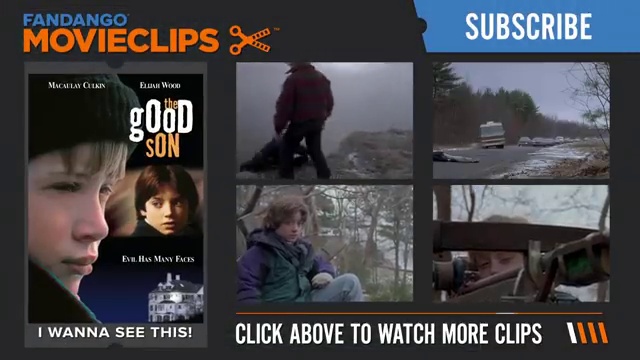 FANDANGO
MOVIECLIPS
SUBSCRIBE
MACAULAY CULKIN ELIJAH WOOD
the
gOOD
sON
EVIL HAS MANY FACES
I WANNA SEE THIS!
CLICK ABOVE TO WATCH MORE CLIPS